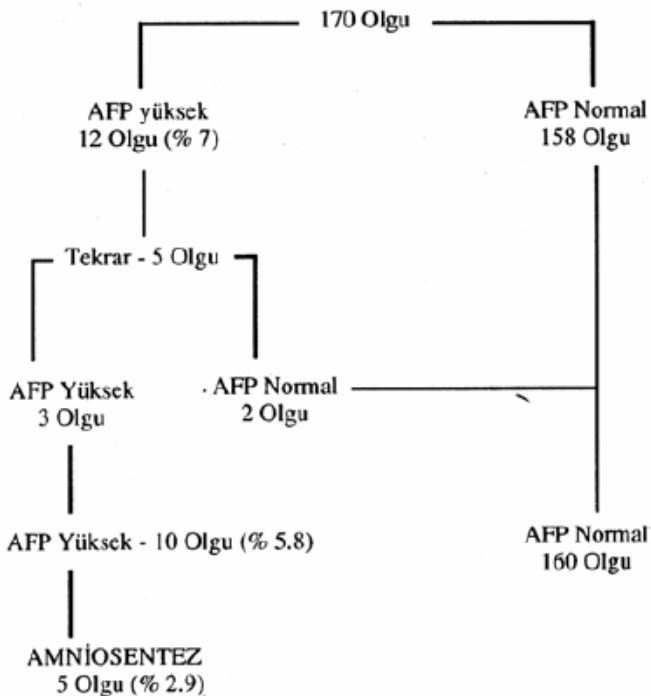 170 Olgu
AFP yüksek
12 Olgu (% 7)
AFP Normal
158 Olgu
Tekrar - 5 Olgu
AFP Yüksek
3 Olgu
AFP Normal
2 Olgu
AFP Yüksek - 10 Olgu (% 5.8)
AFP Normal
160 Olgu
AMNİOSENTEZ
5 Olgu (% 2.9)